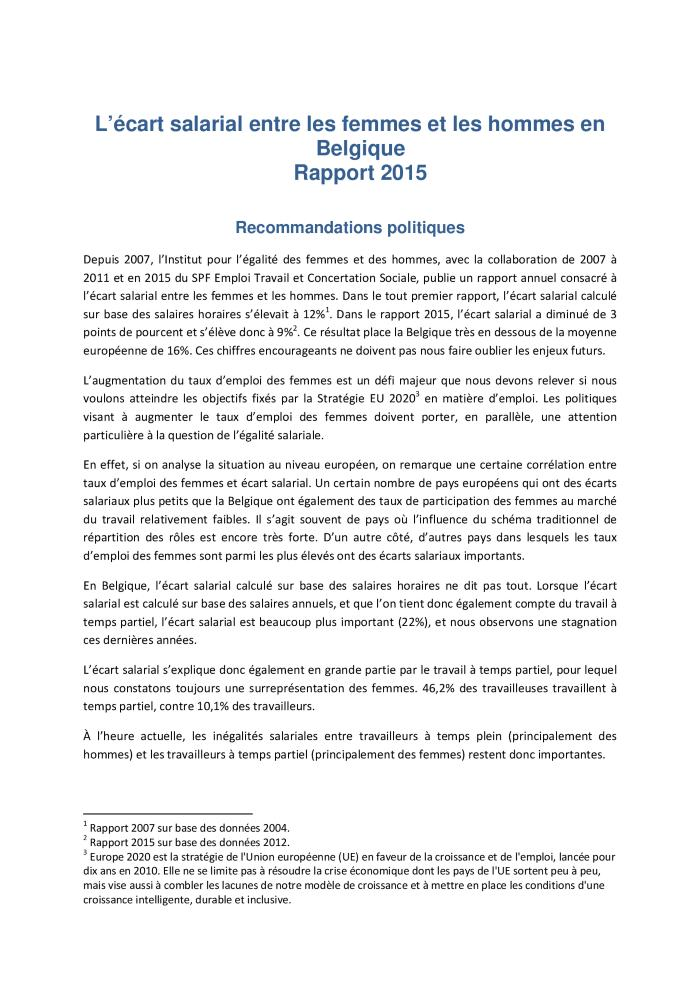 L'écart salarial entre les femmes et les hommes en
Belgique
Rapport 2015
Recommandations politiques
Depuis 2007, l'Institut pour l'égalité des femmes et des hommes, avec la collaboration de 2007 à
2011 et en 2015 du SPF Emploi Travail et Concertation Sociale, publie un rapport annuel consacré à
l'écart salarial entre les femmes et les hommes. Dans le tout premier rapport, l'écart salarial calculé
sur base des salaires horaires s'élevait à 12%¹. Dans le rapport 2015, l'écart salarial a diminué de 3
points de pourcent et s'élève donc à 9%². Ce résultat place la Belgique très en dessous de la moyenne
européenne de 16%. Ces chiffres encourageants ne doivent pas nous faire oublier les enjeux futurs.
L'augmentation du taux d'emploi des femmes est un défi majeur que nous devons relever si nous
voulons atteindre les objectifs fixés par la Stratégie EU 2020³ en matière d'emploi. Les politiques
visant à augmenter le taux d'emploi des femmes doivent porter, en parallèle, une attention
particulière à la question de l'égalité salariale.
En effet, si on analyse la situation au niveau européen, on remarque une certaine corrélation entre
taux d'emploi des femmes et écart salarial. Un certain nombre de pays européens qui ont des écarts
salariaux plus petits que la Belgique ont également des taux de participation des femmes au marché
du travail relativement faibles. Il s'agit souvent de pays où l'influence du schéma traditionnel de
répartition des rôles est encore très forte. D'un autre côté, d'autres pays dans lesquels les taux
d'emploi des femmes sont parmi les plus élevés ont des écarts salariaux importants.
En Belgique, l'écart salarial calculé sur base des salaires horaires ne dit pas tout. Lorsque l'écart
salarial est calculé sur base des salaires annuels, et que l'on tient donc également compte du travail à
temps partiel, l'écart salarial est beaucoup plus important (22%), et nous observons une stagnation
ces dernières années.
L'écart salarial s'explique donc également en grande partie par le travail à temps partiel, pour lequel
nous constatons toujours une surreprésentation des femmes. 46,2% des travailleuses travaillent à
temps partiel, contre 10,1% des travailleurs.
À l'heure actuelle, les inégalités salariales entre travailleurs à temps plein (principalement des
hommes) et les travailleurs à temps partiel (principalement des femmes) restent donc importantes.
¹ Rapport 2007 sur base des données 2004.
² Rapport 2015 sur base des données 2012.
³ Europe 2020 est la stratégie de l'Union européenne (UE) en faveur de la croissance et de l'emploi, lancée pour
dix ans en 2010. Elle ne se limite pas à résoudre la crise économique dont les pays de l'UE sortent peu à peu,
mais vise aussi à combler les lacunes de notre modèle de croissance et à mettre en place les conditions d'une
croissance intelligente, durable et inclusive.